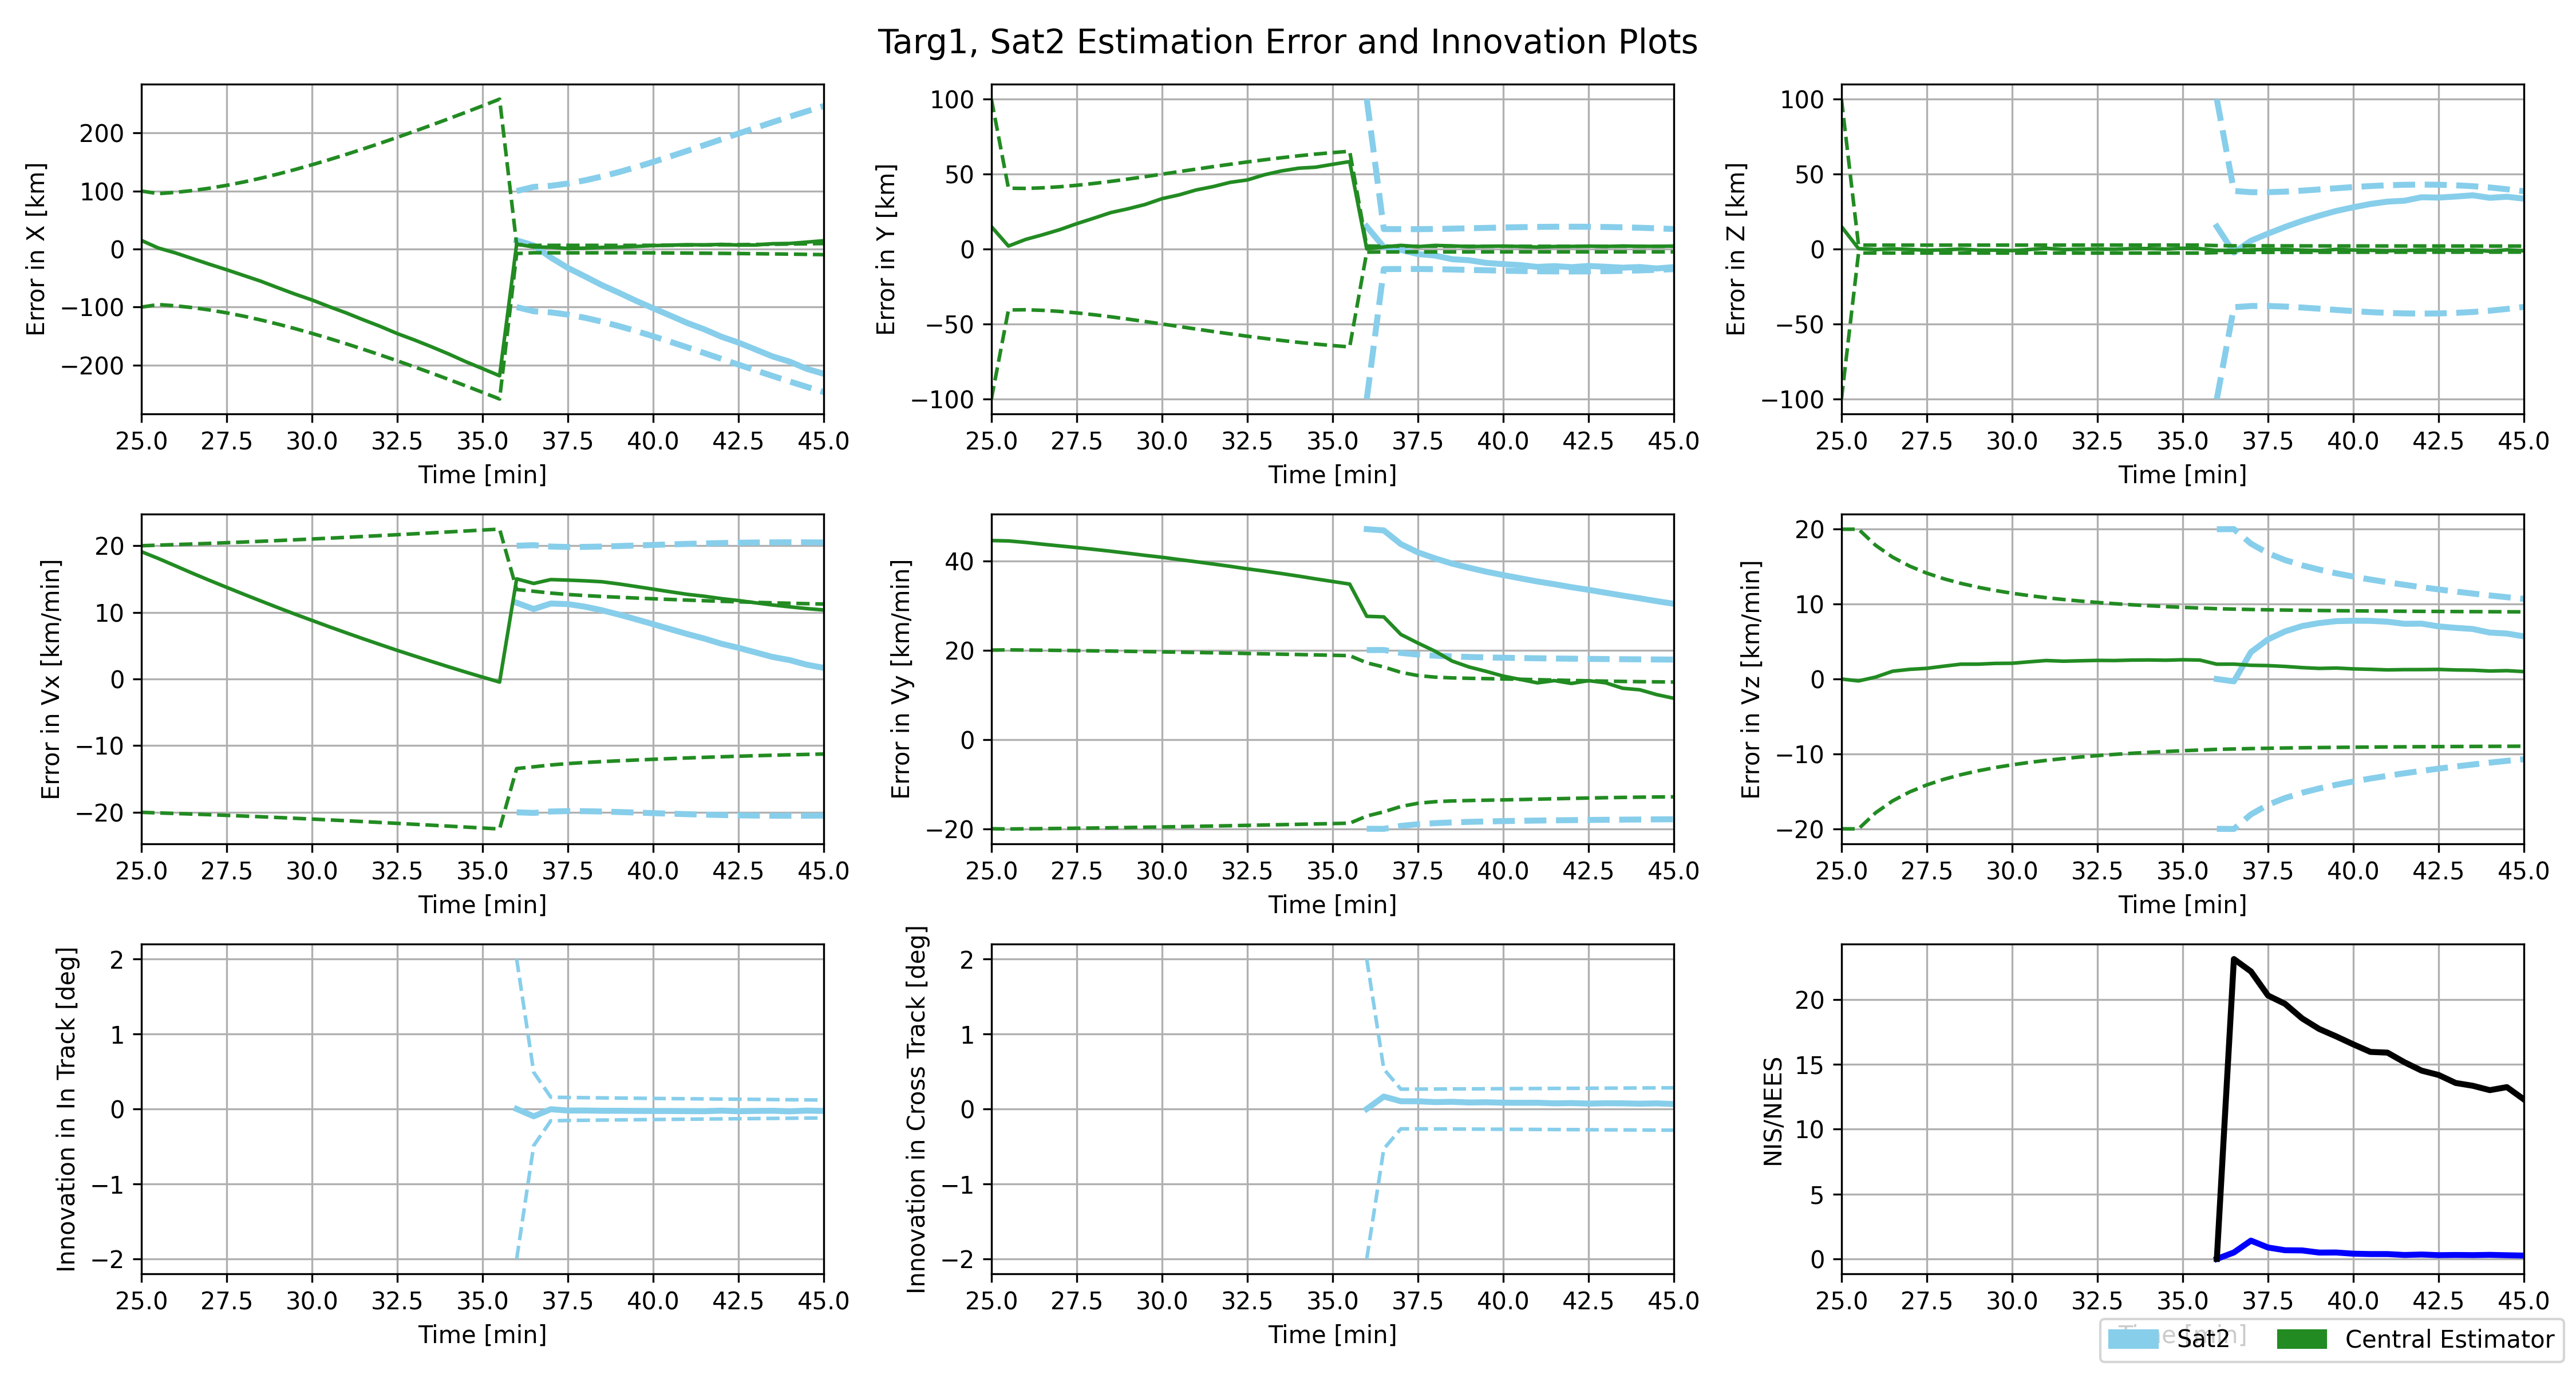 Targ1, Sat2 Estimation Error and Innovation Plots
Error in X [km]
200
100
0
−100
−200
25.0 27.5 30.0 32.5 35.0 37.5 40.0 42.5 45.0
Time [min]
Error in Y [km]
100
50
0
−50
−100
25.0 27.5 30.0 32.5 35.0 37.5 40.0 42.5 45.0
Time [min]
Error in Z [km]
100
50
0
−50
−100
25.0 27.5 30.0 32.5 35.0 37.5 40.0 42.5 45.0
Time [min]
Error in Vx [km/min]
20
10
0
−10
−20
25.0 27.5 30.0 32.5 35.0 37.5 40.0 42.5 45.0
Time [min]
Error in Vy [km/min]
40
20
0
−20
25.0 27.5 30.0 32.5 35.0 37.5 40.0 42.5 45.0
Time [min]
Error in Vz [km/min]
20
10
0
−10
−20
25.0 27.5 30.0 32.5 35.0 37.5 40.0 42.5 45.0
Time [min]
Innovation in In Track [deg]
2
1
0
−1
−2
25.0 27.5 30.0 32.5 35.0 37.5 40.0 42.5 45.0
Time [min]
Innovation in Cross Track [deg]
2
1
0
−1
−2
25.0 27.5 30.0 32.5 35.0 37.5 40.0 42.5 45.0
Time [min]
NIS/NEES
20
15
10
5
0
25.0 27.5 30.0 32.5 35.0 37.5 40.0 42.5 45.0
Time [min]
Sat2 Central Estimator